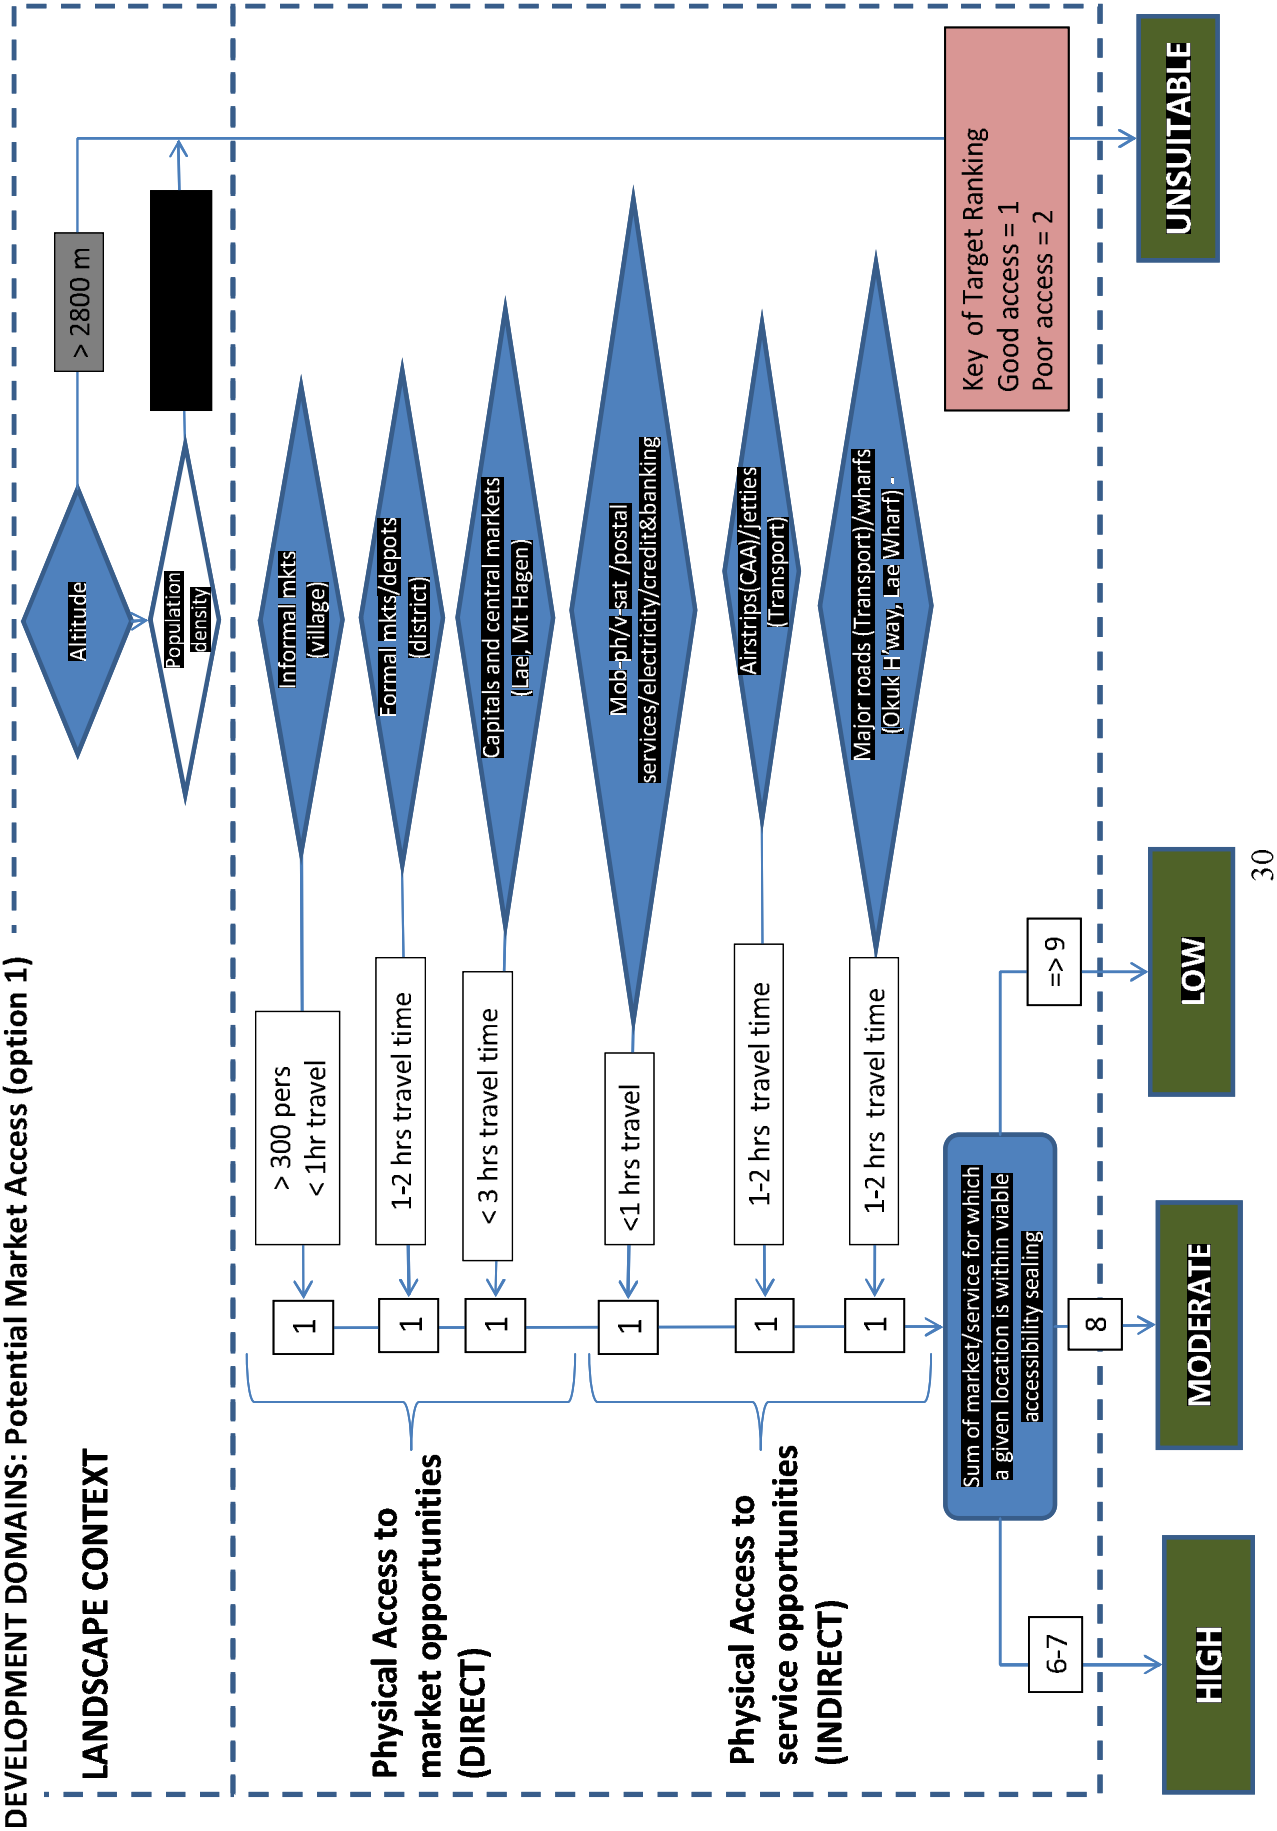 DEVELOPMENT DOMAINS: Potential Market Access (option 1)
LANDSCAPE CONTEXT
Altitude
> 2800 m
Population
density
Physical Access to
market opportunities
(DIRECT)
1
> 300 pers
< 1hr travel
Informal mkts
(village)
1
1-2 hrs travel time
Formal mkts/depots
(district)
1
< 3 hrs travel time
Capitals and central markets
(Lae, Mt Hagen)
Physical Access to
service opportunities
(INDIRECT)
1
<1 hrs travel
Mob-ph/v-sat /postal
services/electricity/credit&banking
1
1-2 hrs travel time
Airstrips(CAA)/jetties
(Transport)
1
1-2 hrs travel time
Major roads (Transport)/wharfs
(Okuk H'way, Lae Wharf) -
Sum of market/service for which
a given location is within viable
accessibility sealing
Key of Target Ranking
Good access = 1
Poor access = 2
6-7
8
=> 9
HIGH
MODERATE
LOW
UNSUITABLE
30